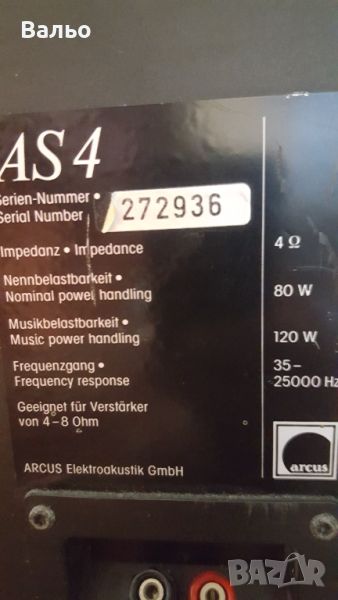 Вальо
AS 4
Serien-Nummer •
Serial Number
272936
Impedanz • Impedance
4 Ω
Nennbelastbarkeit •
Nominal power handling
80 W
Musikbelastbarkeit •
Music power handling
120 W
Frequenzgang •
Frequency response
35–
25000 Hz
Geeignet für Verstärker
von 4–8 Ohm
arcus
ARCUS Elektroakustik GmbH
BAZAR